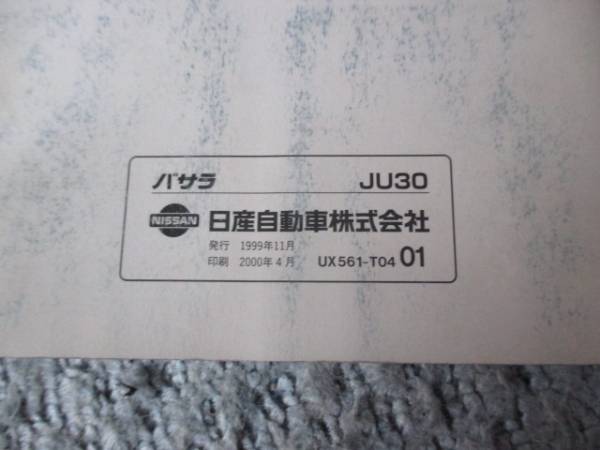 バサラ JU30
NISSAN 日産自動車株式会社
発行 1999年11月
印刷 2000年4月 UX561-T04 01